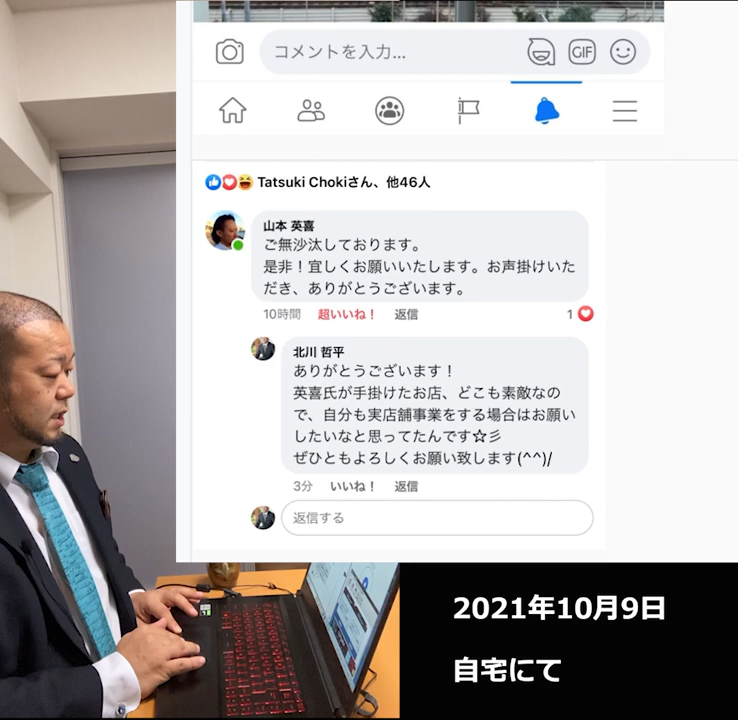 コメントを入力...
GIF
Tatsuki Chokiさん、他46人
山本 英喜
ご無沙汰しております。
是非！宜しくお願いいたします。お声掛けいた
だき、ありがとうございます。
10時間 超いいね！ 返信 1
北川 哲平
ありがとうございます！
英喜氏が手掛けたお店、どこも素敵なの
で、自分も実店舗事業をする場合はお願い
したいなと思ってたんです☆彡
ぜひともよろしくお願い致します(^^)/
3分 いいね！ 返信
返信する
2021年10月9日
自宅にて